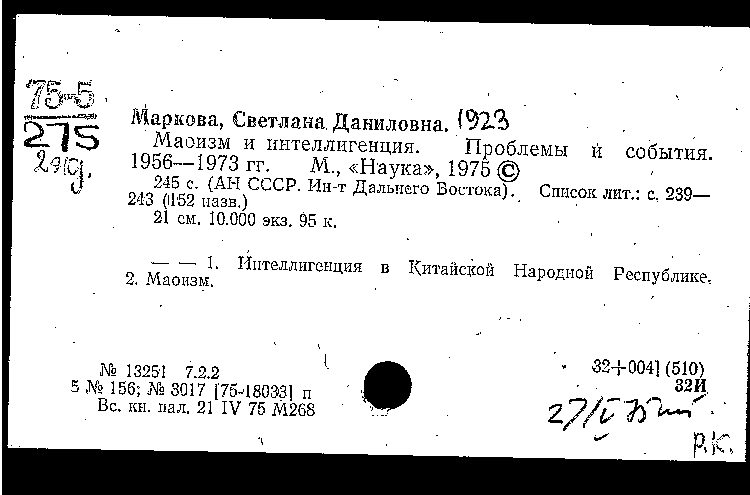 75-5
275
Маркова, Светлана Даниловна. 1923
Маоизм и интеллигенция. Проблемы и события.
1956—1973 гг. М., «Наука», 1975 ©
245 с. (АН СССР. Ин-т Дальнего Востока). Список лит.: с. 239—
243 (152 назв.)
21 см. 10.000 экз. 95 к.
— — 1. Интеллигенция в Китайской Народной Республике.
2. Маоизм.
№ 13251 7.2.2
5 № 156; № 3017 [75-18033] п
Вс. кн. пал. 21 IV 75 М268
32+004] (510)
32И
27/V 75
р.к.